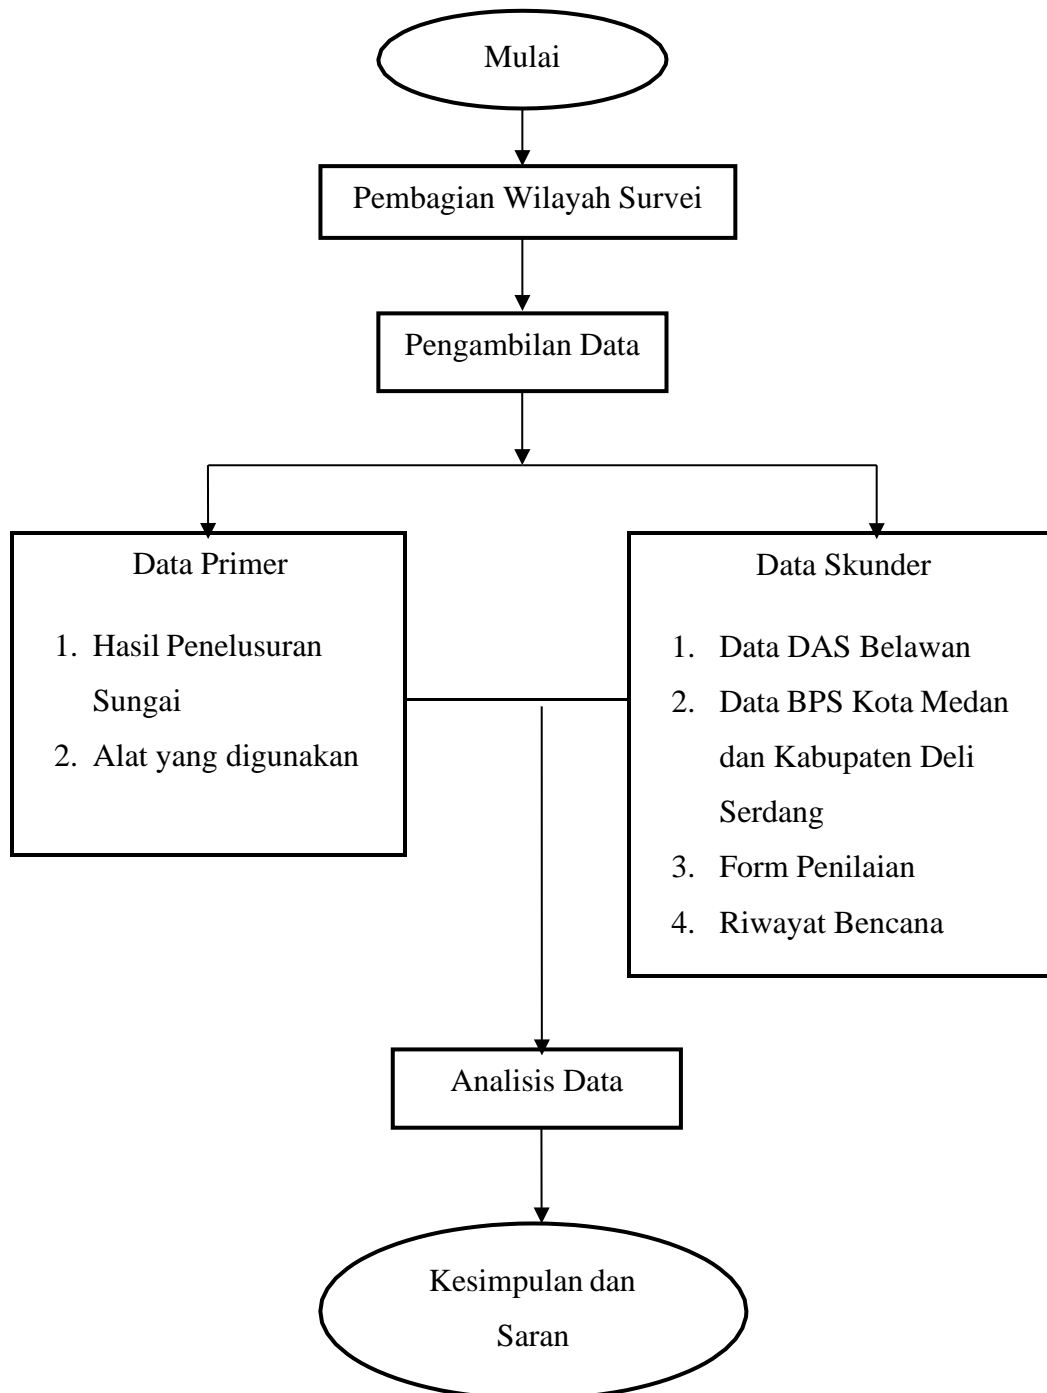 Mulai
Pembagian Wilayah Survei
Pengambilan Data
Data Primer
1. Hasil Penelusuran
Sungai
2. Alat yang digunakan
Data Skunder
1. Data DAS Belawan
2. Data BPS Kota Medan
dan Kabupaten Deli
Serdang
3. Form Penilaian
4. Riwayat Bencana
Analisis Data
Kesimpulan dan
Saran